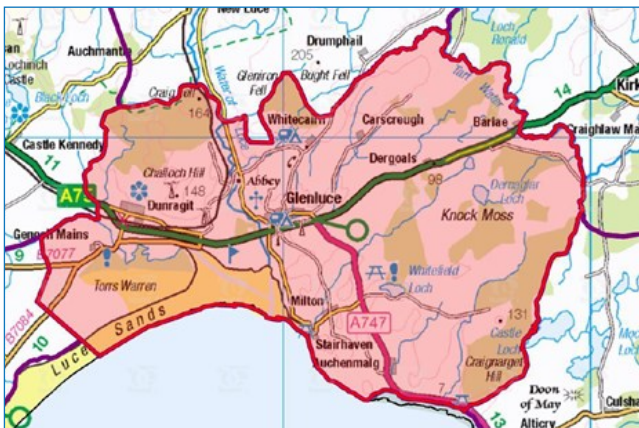 New Luce
Auchmantle
Drumphail
Loch
Ronald
Lochinch
Castle
205
Glenkitten
Fell
Bught Fell
Craig Fell
164
Water of
Luce
Tarf
Water
14
Kirk
Black Loch
Whitecairn
Carscreugh
Barlae
Craighlaw Ma
Castle Kennedy
Challoch Hill
Dergoals
11
148
Abbey
98
Dernaglar
Loch
A75
Dunragit
Glenluce
Knock Moss
Genoch Mains
9
B7077
Torrs Warren
Whitefield
Loch
Milton
131
B7084
10
Luce Sands
A747
Castle
Loch
Stairhaven
Auchenmalg
Craignarget
Hill
7
Doon
of May
13
Alticry
Culsha